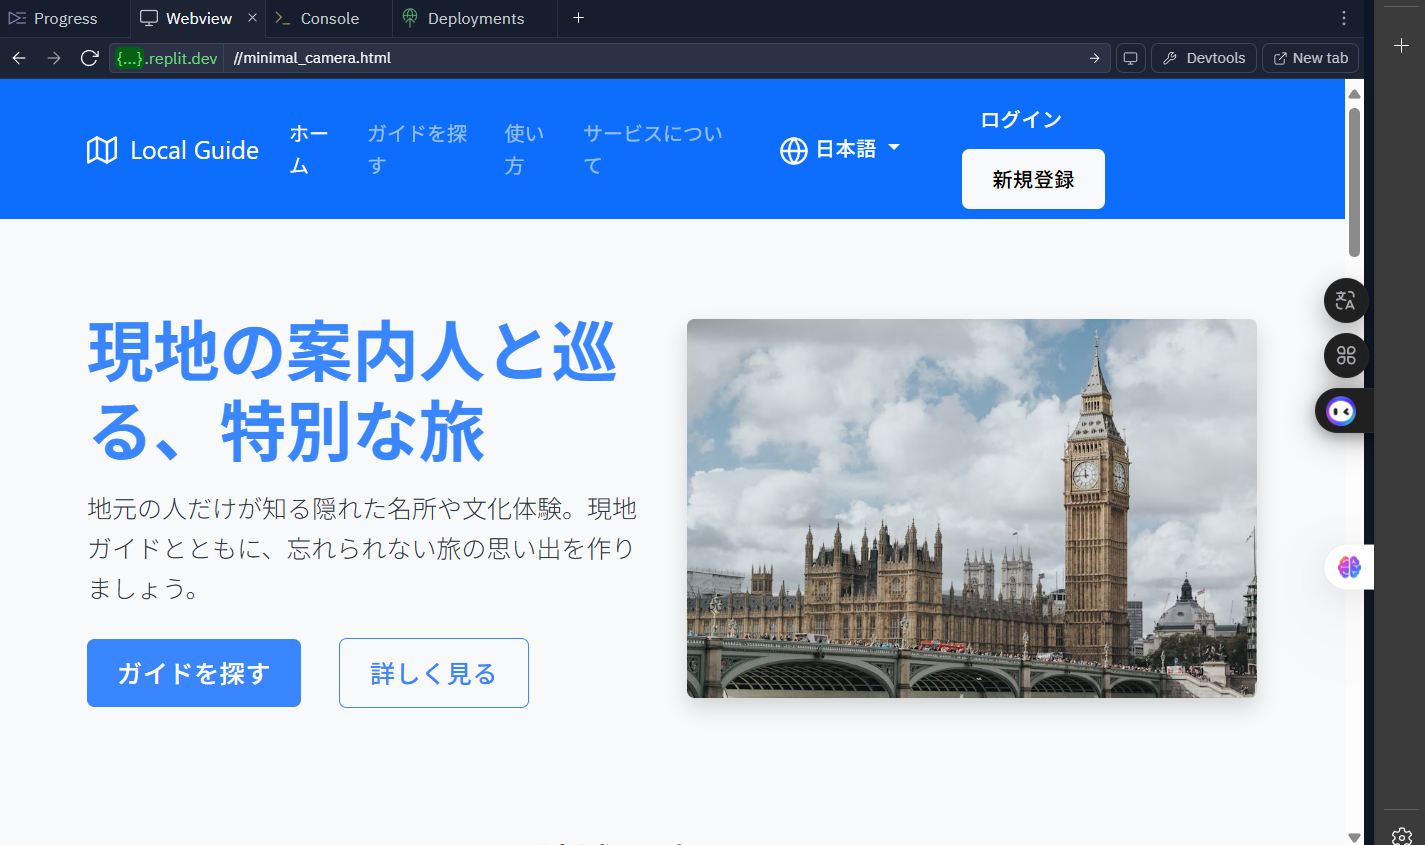 Progress
Webview
Console
Deployments
{...}.replit.dev
//minimal_camera.html
Devtools
New tab
Local Guide
ホー
ム
ガイドを探
す
使い
方
サービスについ
て
日本語
ログイン
新規登録
現地の案内人と巡
る、特別な旅
地元の人だけが知る隠れた名所や文化体験。現地
ガイドとともに、忘れられない旅の思い出を作り
ましょう。
ガイドを探す
詳しく見る